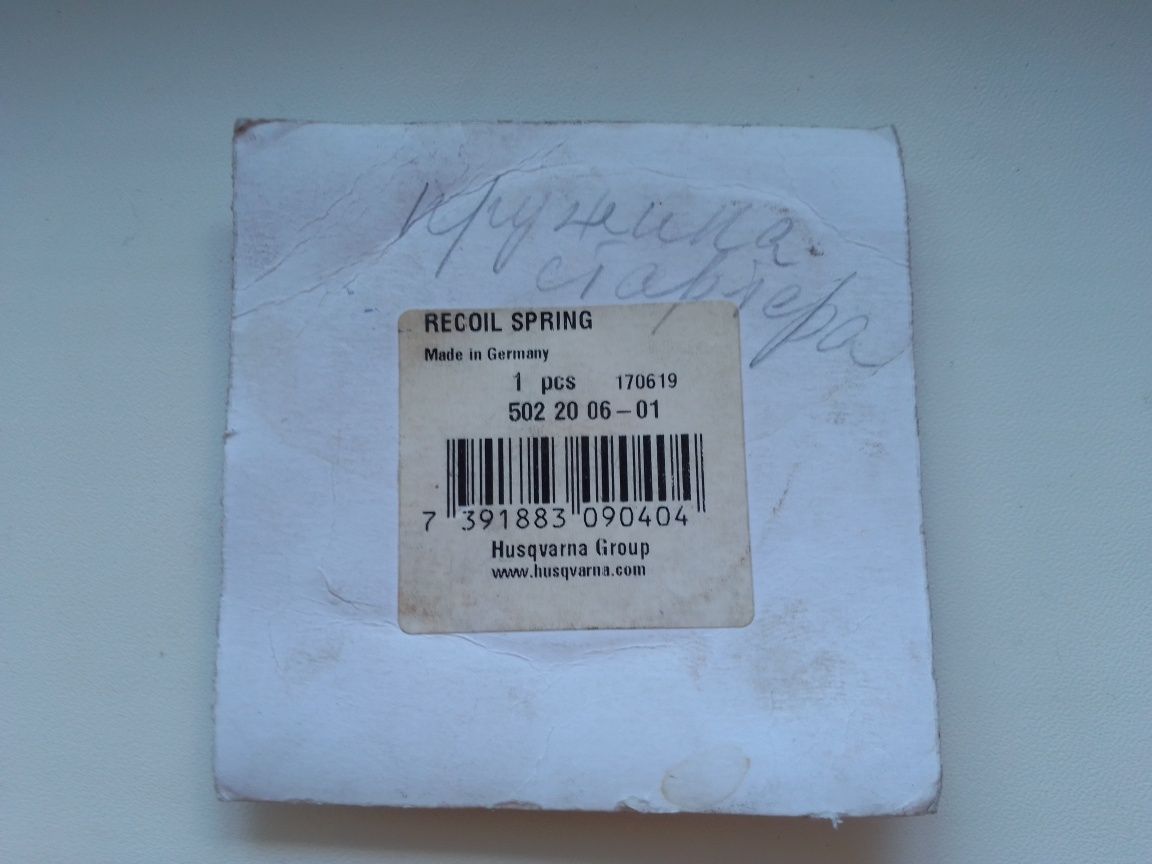 пружина
стартера
RECOIL SPRING
Made in Germany
1 pcs 170619
502 20 06-01
7 391883 090404
Husqvarna Group
www.husqvarna.com